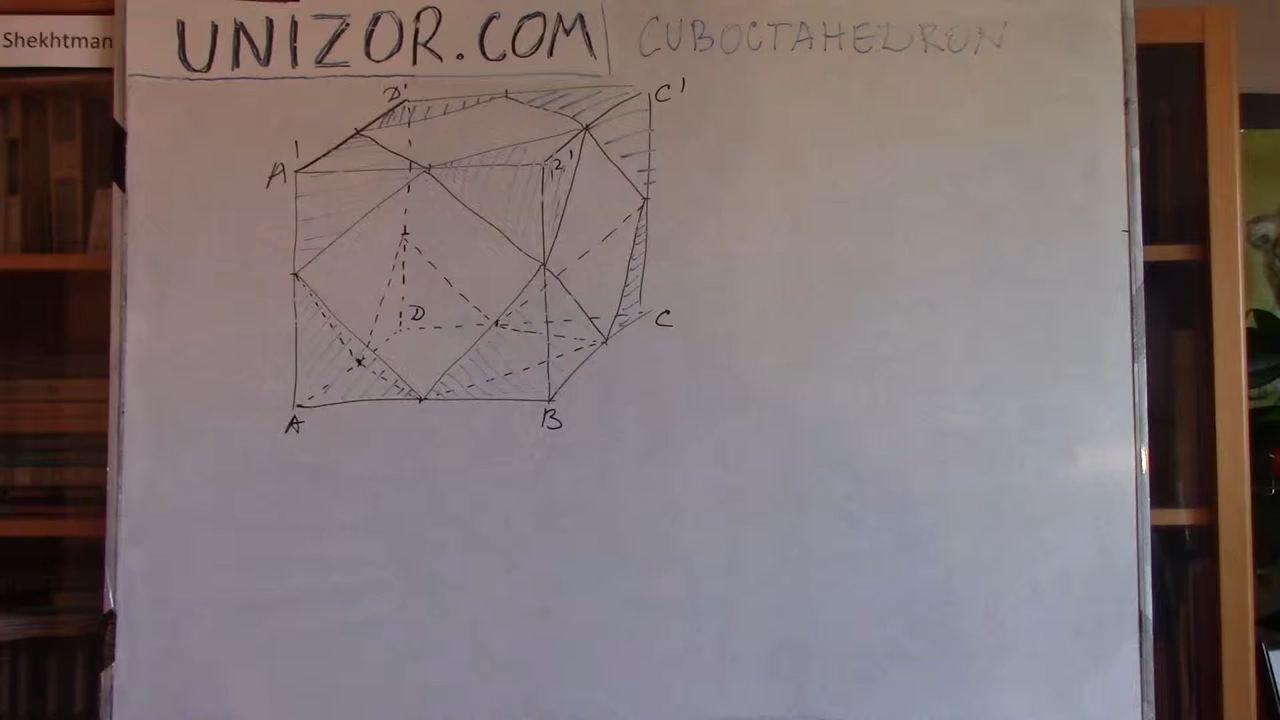 Shekhtman
UNIZOR.COM
CUBOCTAHEDRON
D'
C'
A'
B'
D
C
A
B